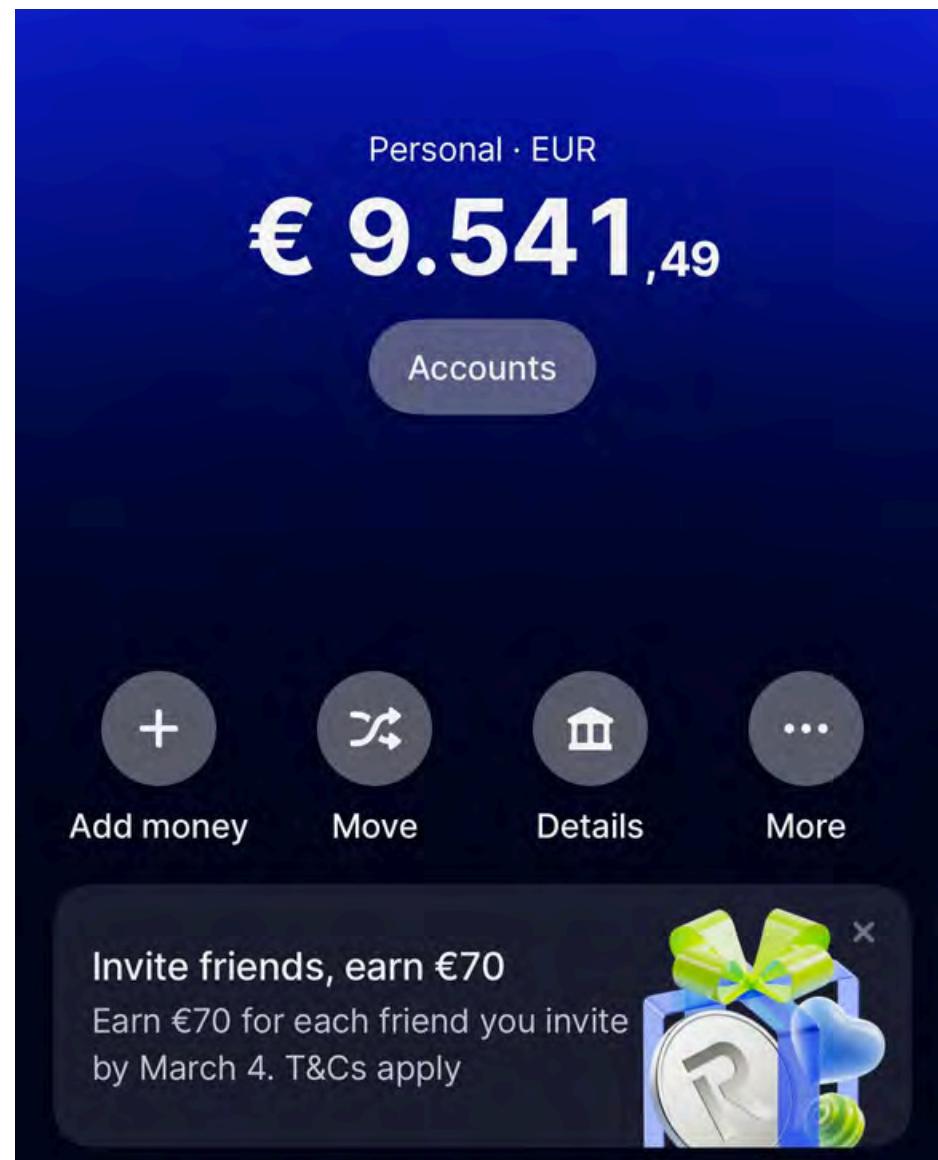 Personal · EUR
€ 9.541,49
Accounts
Add money Move Details More
Invite friends, earn €70
Earn €70 for each friend you invite
by March 4. T&Cs apply